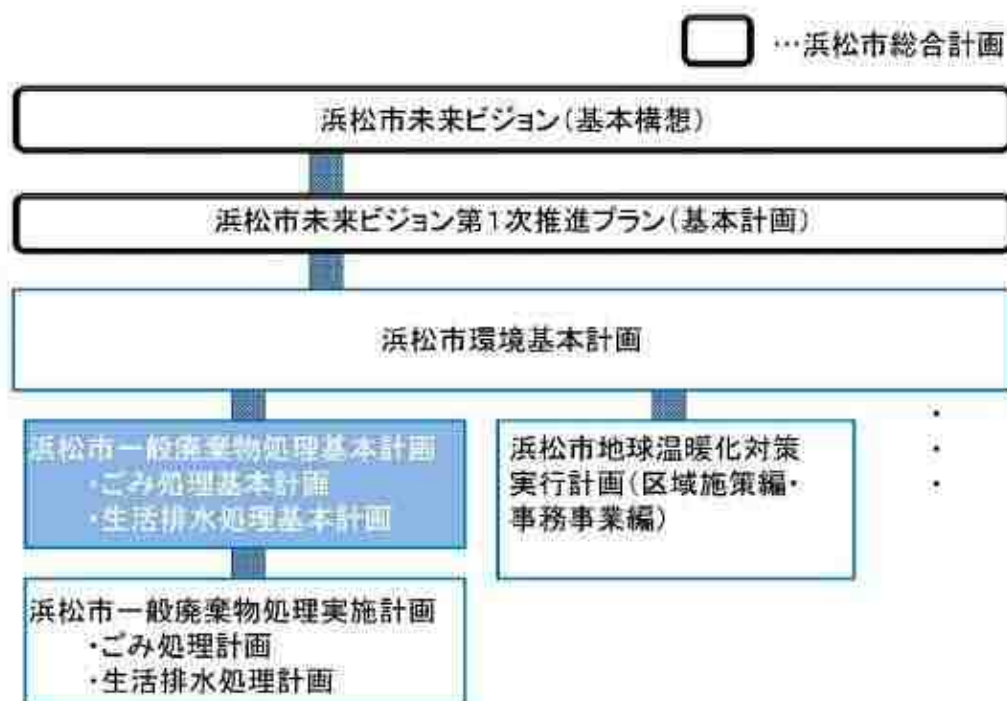 …浜松市総合計画
浜松市未来ビジョン（基本構想）
浜松市未来ビジョン第1次推進プラン（基本計画）
浜松市環境基本計画
浜松市一般廃棄物処理基本計画
・ごみ処理基本計画
・生活排水処理基本計画
浜松市地球温暖化対策
実行計画（区域施策編・
事務事業編）
・
・
・
浜松市一般廃棄物処理実施計画
・ごみ処理計画
・生活排水処理計画